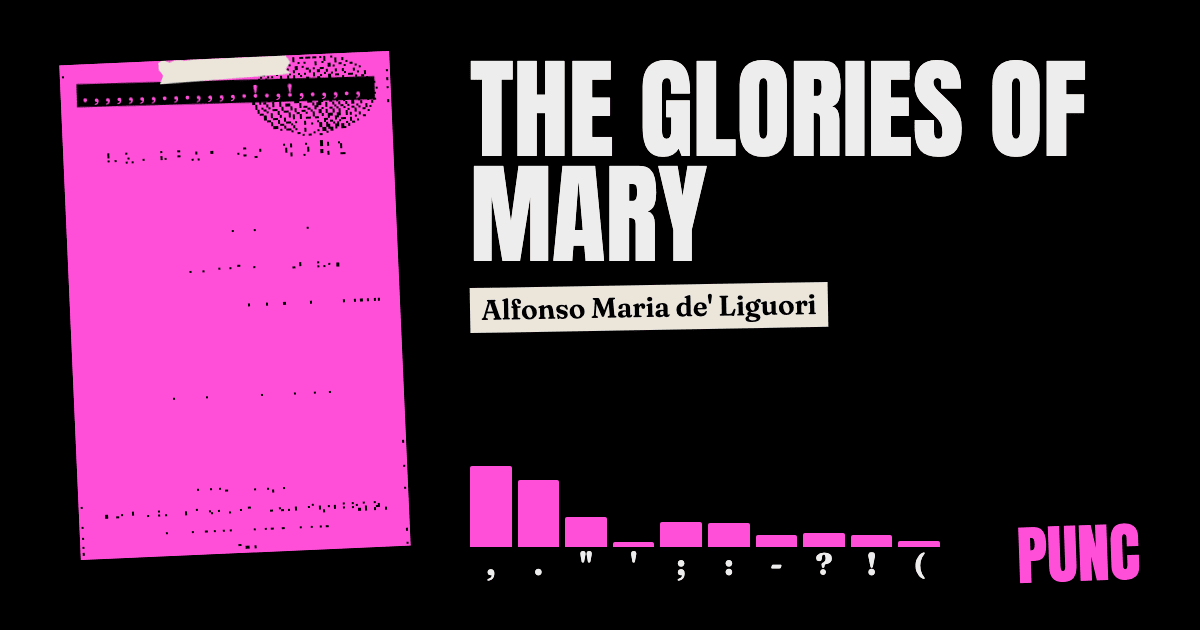 THE GLORIES OF
MARY
Alfonso Maria de' Liguori
, . " ' ; : - ? ! (
PUNC